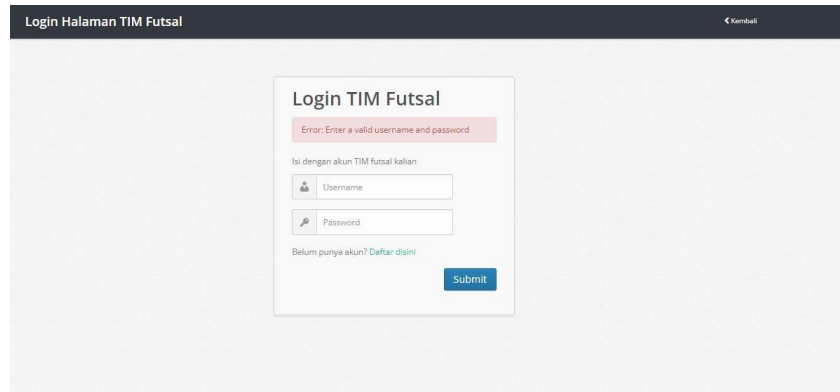 Login Halaman TIM Futsal
Kembali
Login TIM Futsal
Error: Enter a valid username and password
Isi dengan akun TIM futsal kalian
Username
Password
Belum punya akun? Daftar disini
Submit